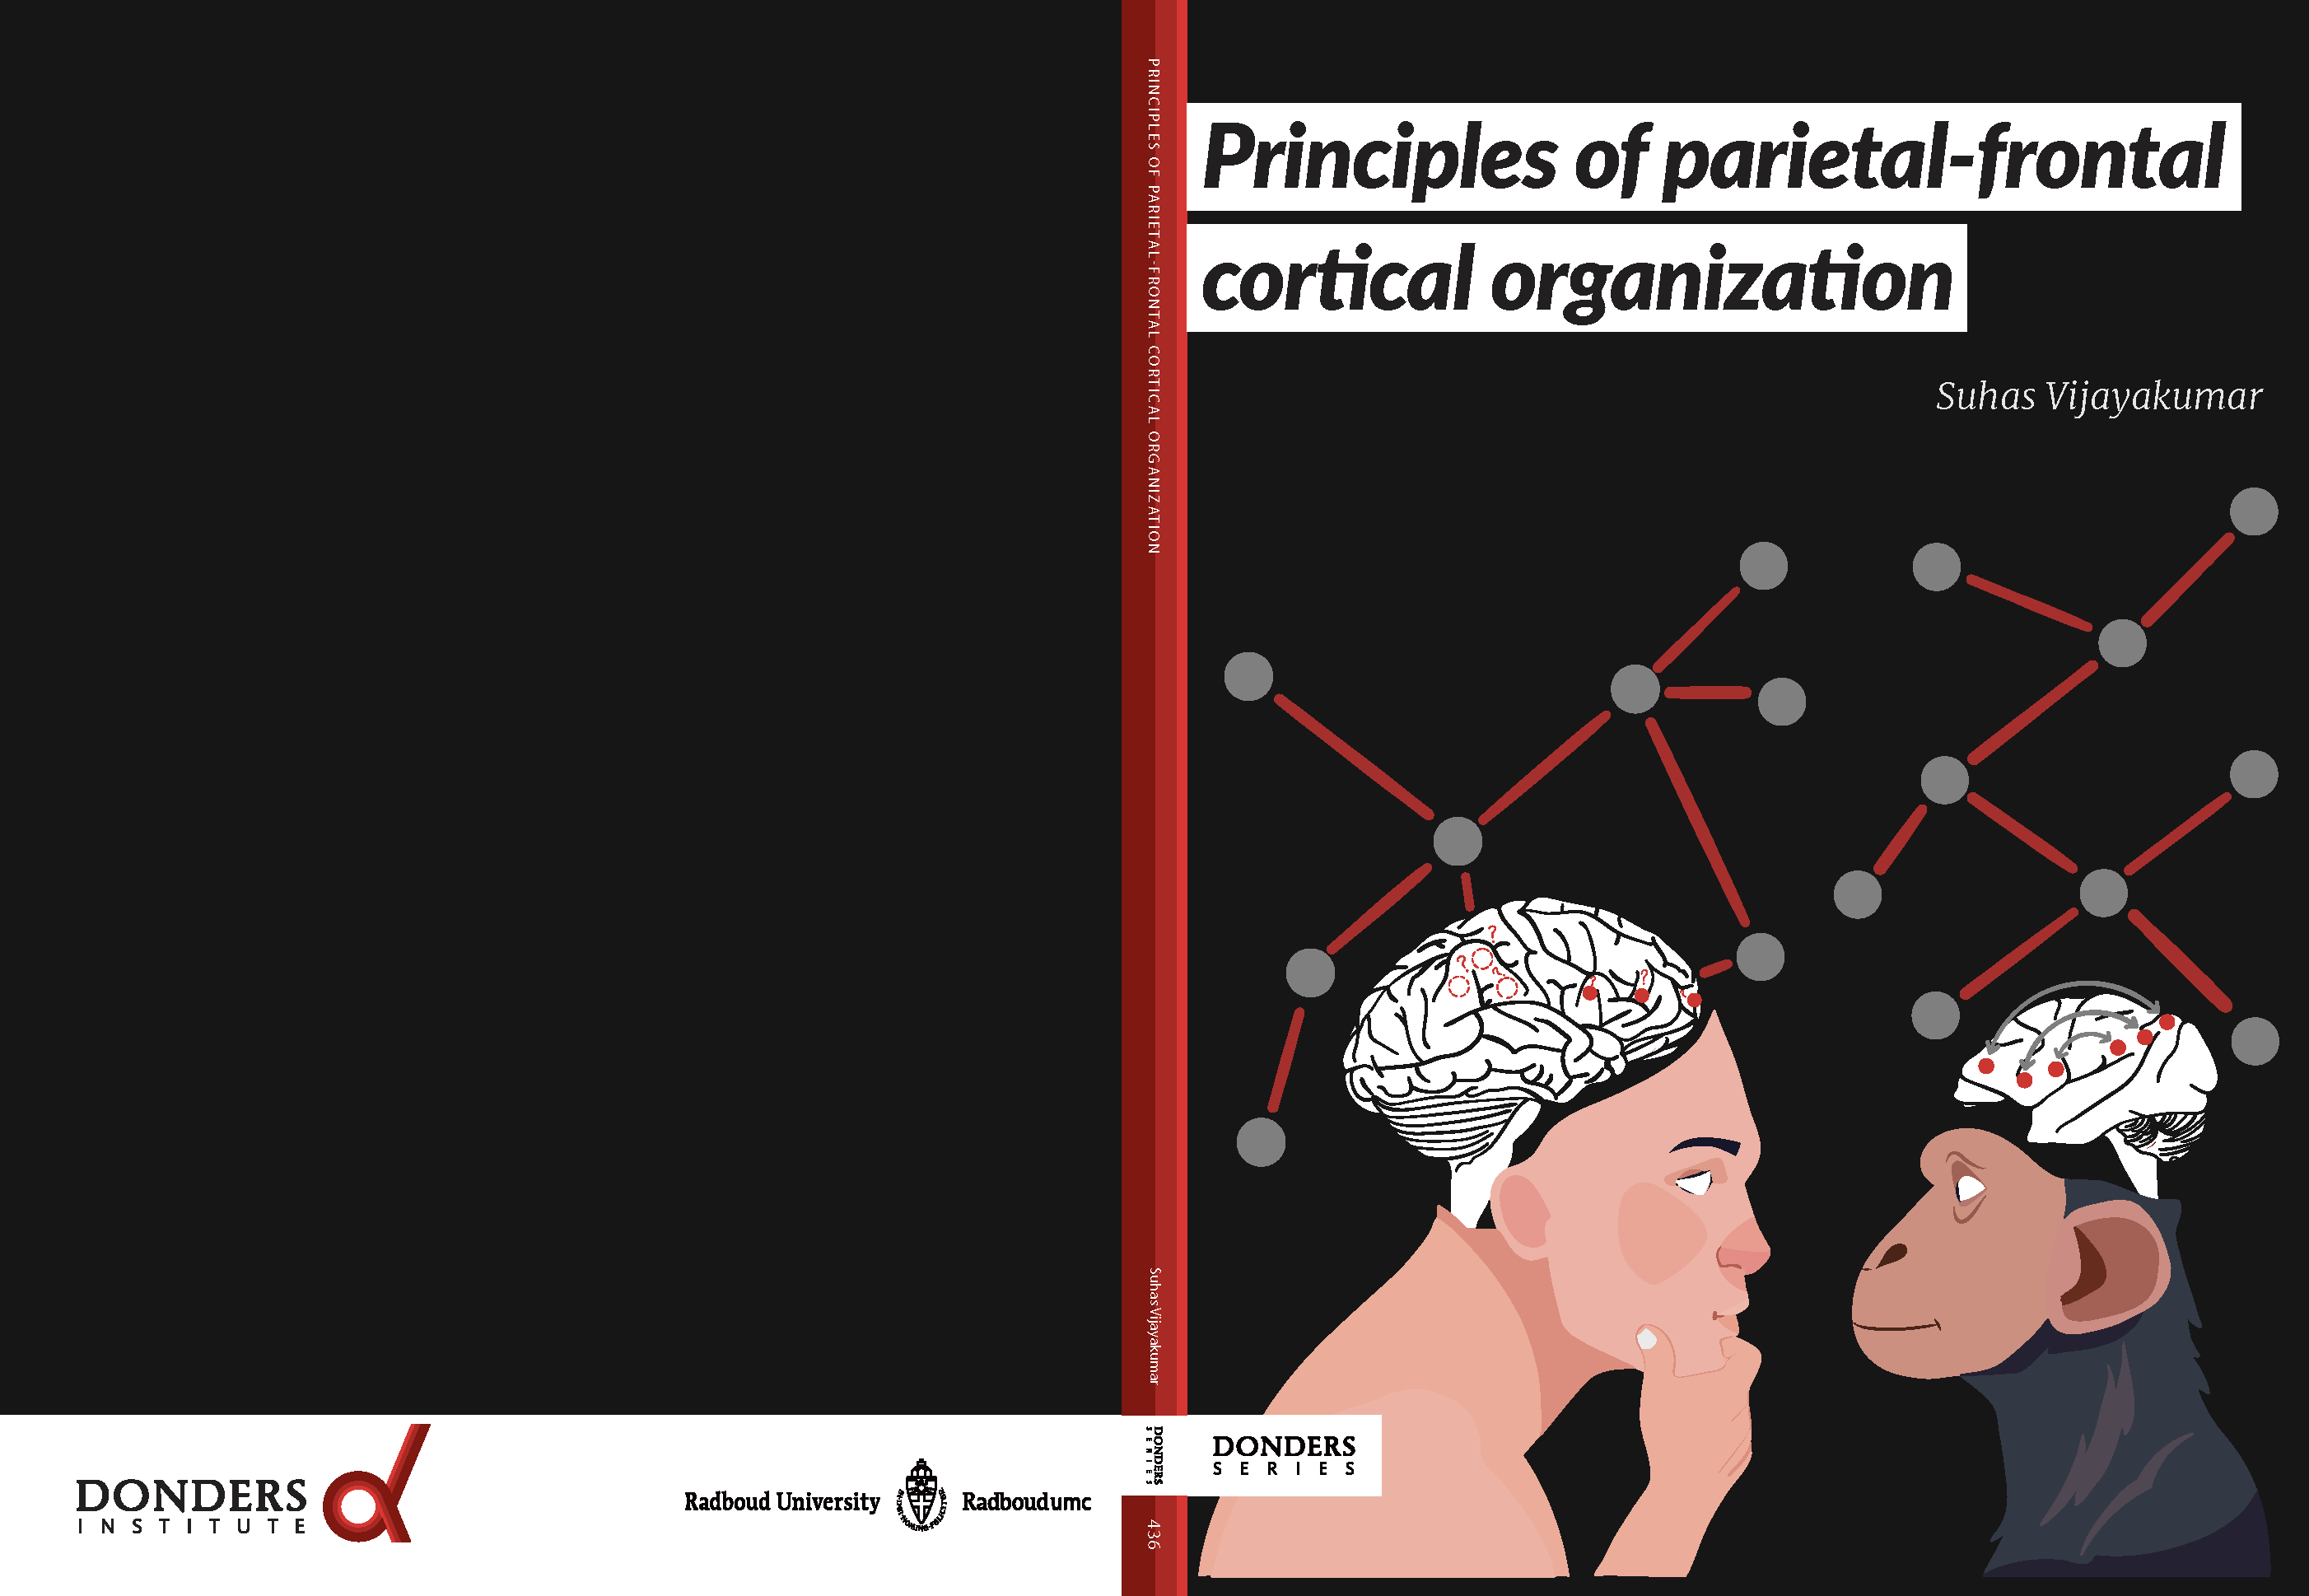 Principles of parietal-frontal
cortical organization
Suhas Vijayakumar
PRINCIPLES OF PARIETAL-FRONTAL CORTICAL ORGANIZATION
Suhas Vijayakumar
DONDERS
SERIES
436
DONDERS
SERIES
DONDERS
INSTITUTE
Radboud University
Radboudumc
? ? ? ? ?